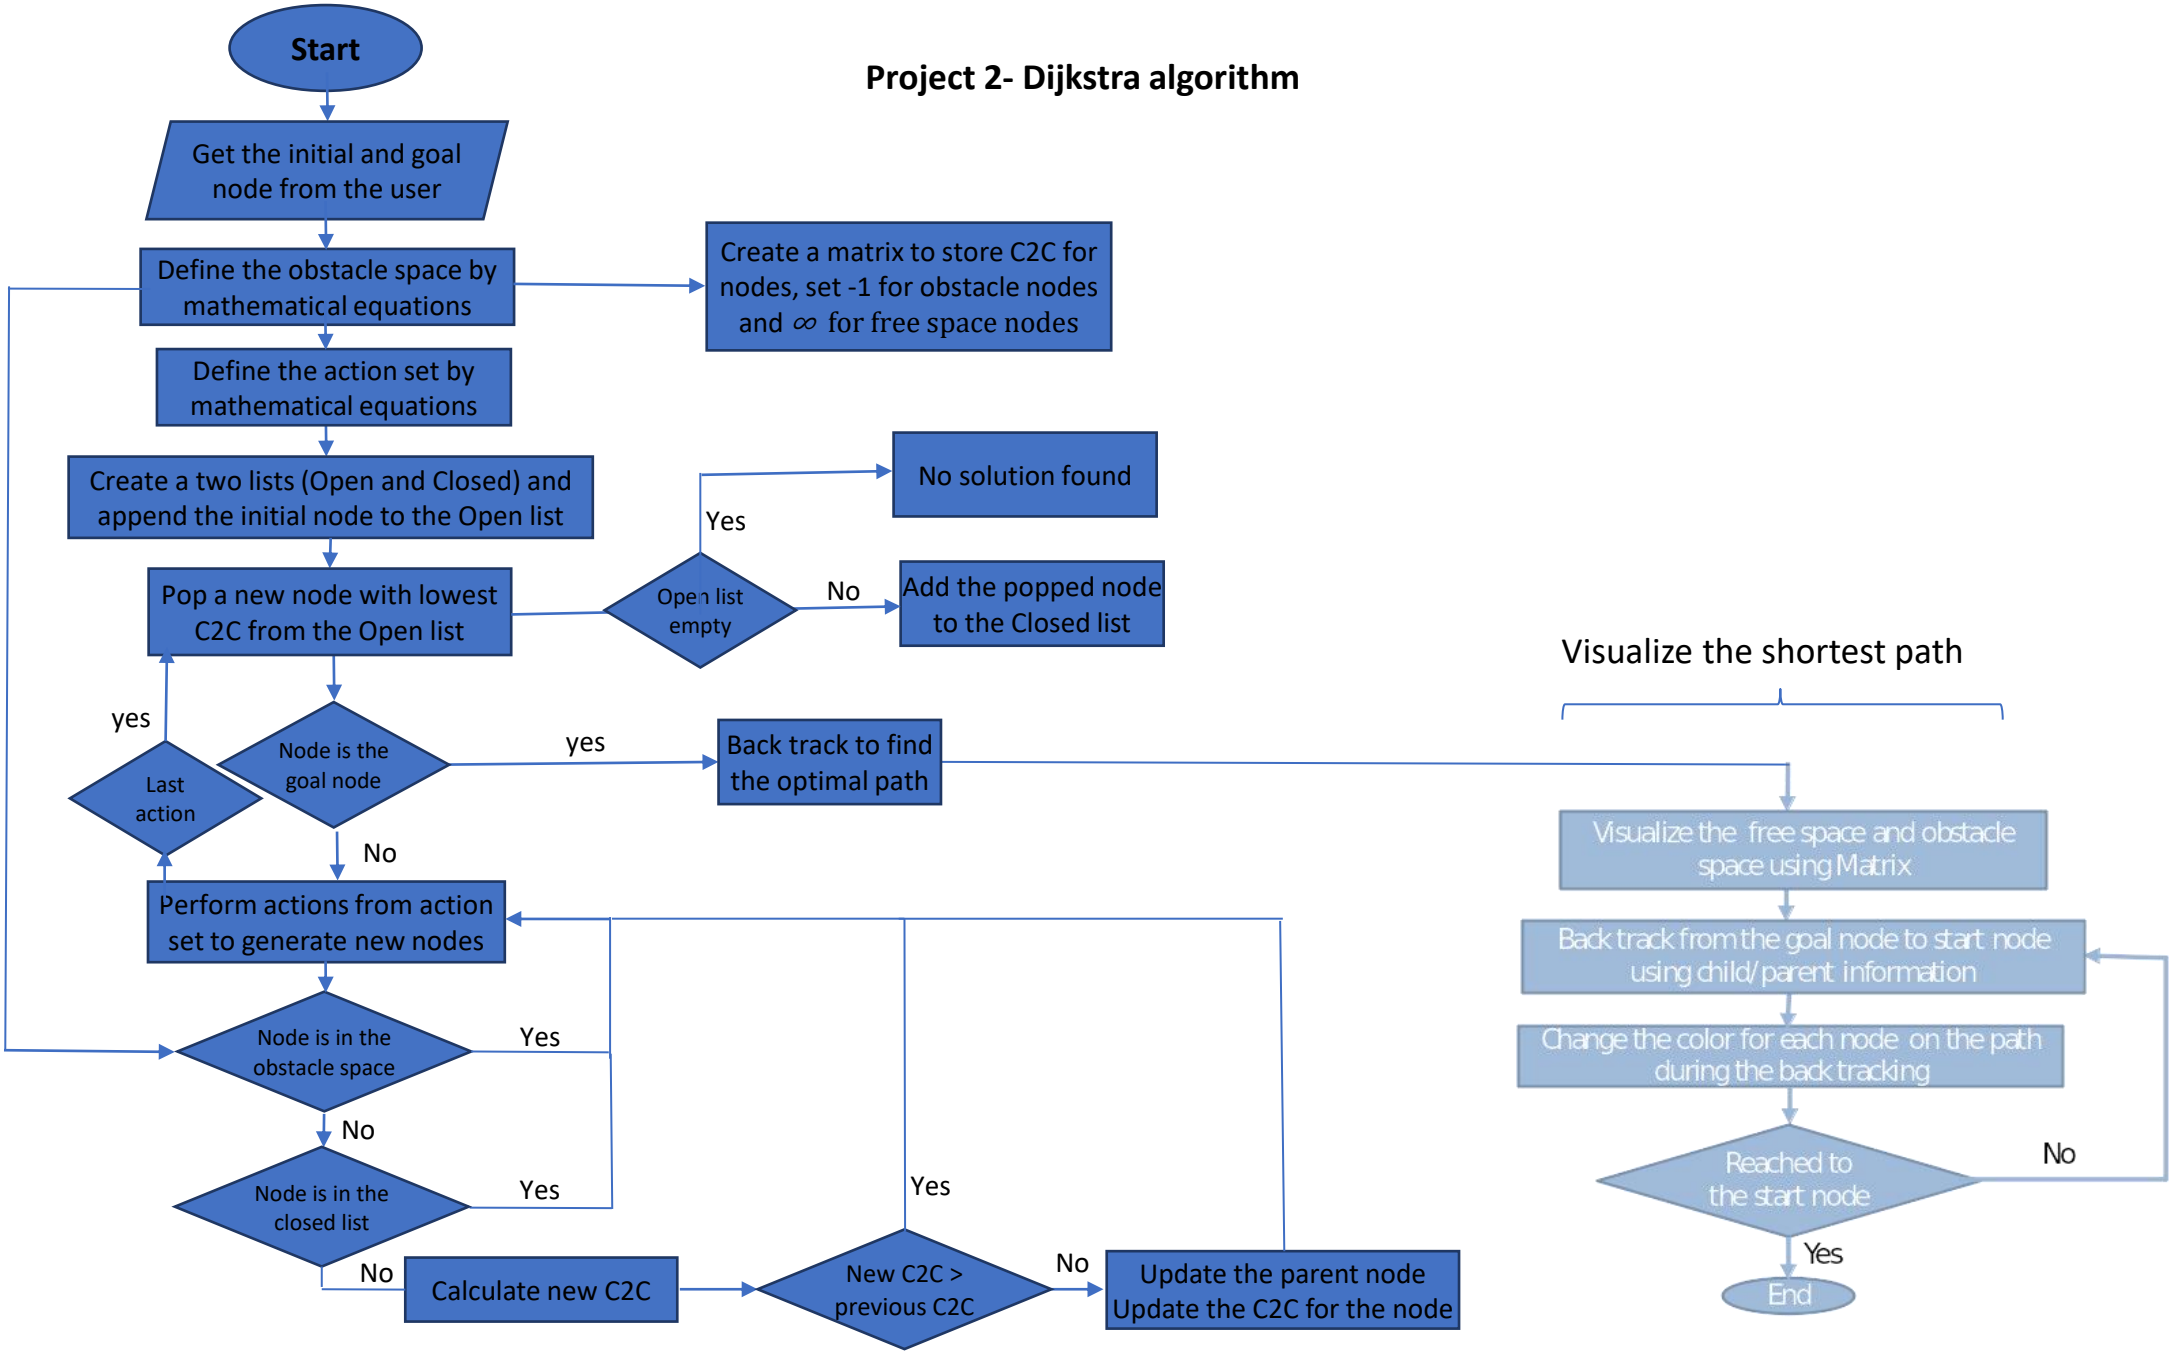 Start
Project 2- Dijkstra algorithm
Get the initial and goal
node from the user
Define the obstacle space by
mathematical equations
Create a matrix to store C2C for
nodes, set -1 for obstacle nodes
and ∞ for free space nodes
Define the action set by
mathematical equations
Create a two lists (Open and Closed) and
append the initial node to the Open list
No solution found
Yes
Pop a new node with lowest
C2C from the Open list
Open list
empty
No
Add the popped node
to the Closed list
Visualize the shortest path
yes
Last
action
Node is the
goal node
yes
Back track to find
the optimal path
No
Perform actions from action
set to generate new nodes
Node is in the
obstacle space
Yes
No
Node is in the
closed list
Yes
No
Calculate new C2C
Yes
New C2C >
previous C2C
No
Update the parent node
Update the C2C for the node
Visualize the free space and obstacle
space using Matrix
Back track from the goal node to start node
using child/parent information
Change the color for each node on the path
during the back tracking
Reached to
the start node
No
Yes
End